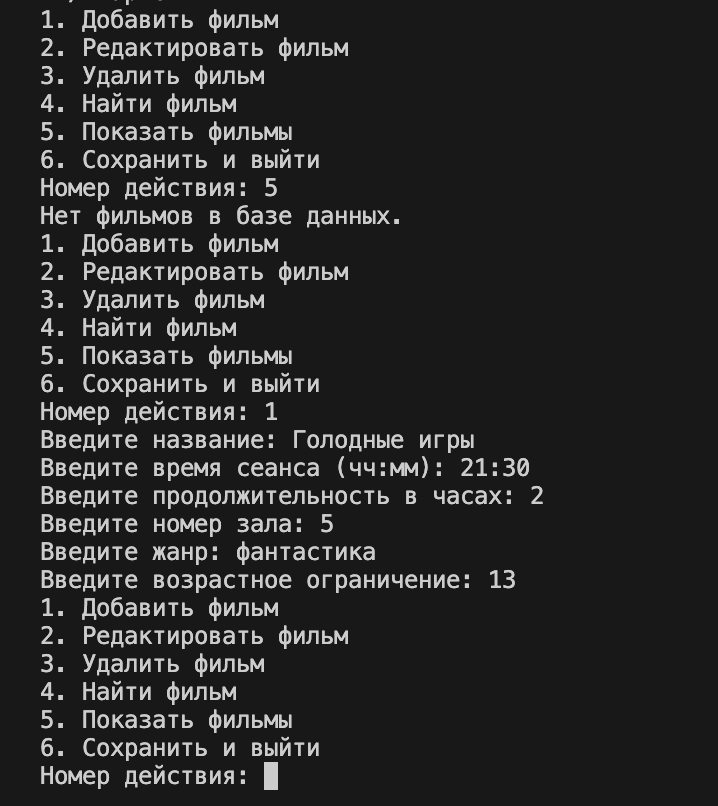 1. Добавить фильм
2. Редактировать фильм
3. Удалить фильм
4. Найти фильм
5. Показать фильмы
6. Сохранить и выйти
Номер действия: 5
Нет фильмов в базе данных.
1. Добавить фильм
2. Редактировать фильм
3. Удалить фильм
4. Найти фильм
5. Показать фильмы
6. Сохранить и выйти
Номер действия: 1
Введите название: Голодные игры
Введите время сеанса (чч:мм): 21:30
Введите продолжительность в часах: 2
Введите номер зала: 5
Введите жанр: фантастика
Введите возрастное ограничение: 13
1. Добавить фильм
2. Редактировать фильм
3. Удалить фильм
4. Найти фильм
5. Показать фильмы
6. Сохранить и выйти
Номер действия: